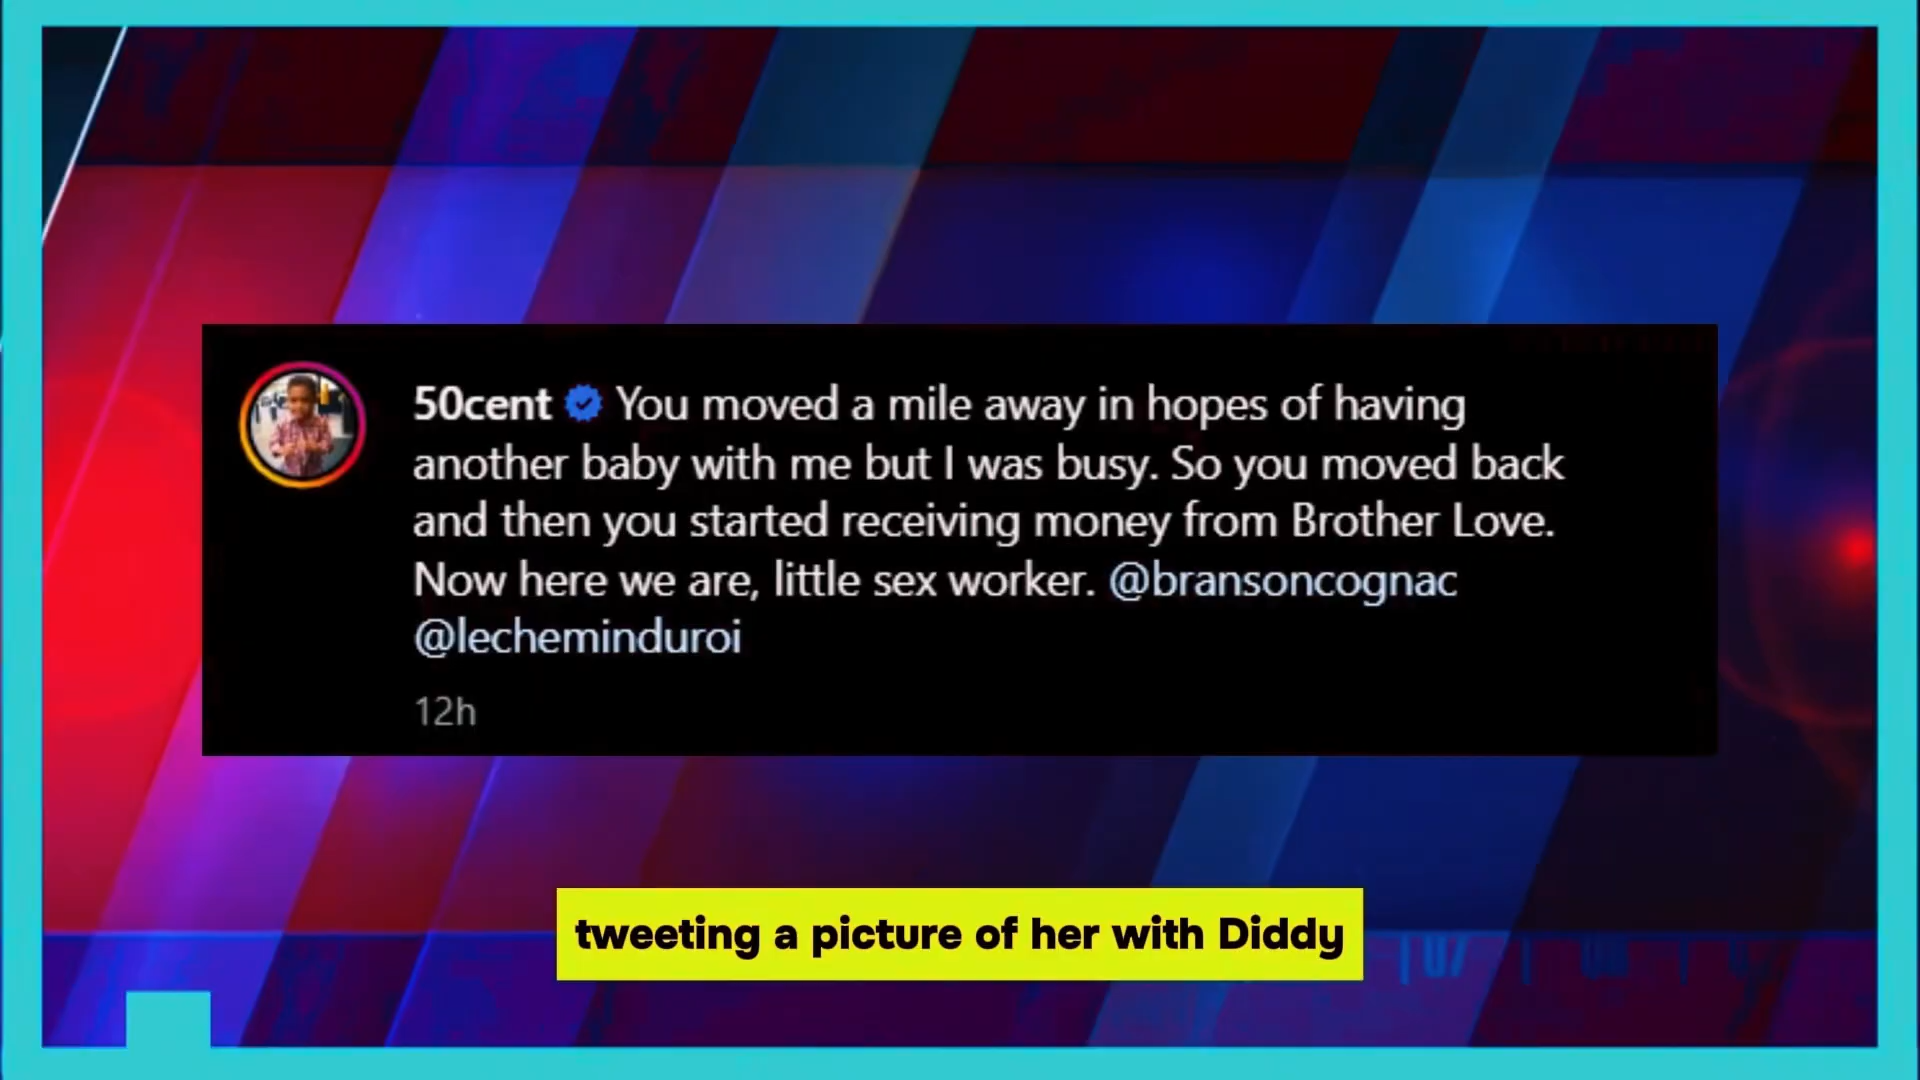 50cent You moved a mile away in hopes of having
another baby with me but I was busy. So you moved back
and then you started receiving money from Brother Love.
Now here we are, little sex worker. @bransoncognac
@lecheminduroi
12h
tweeting a picture of her with Diddy